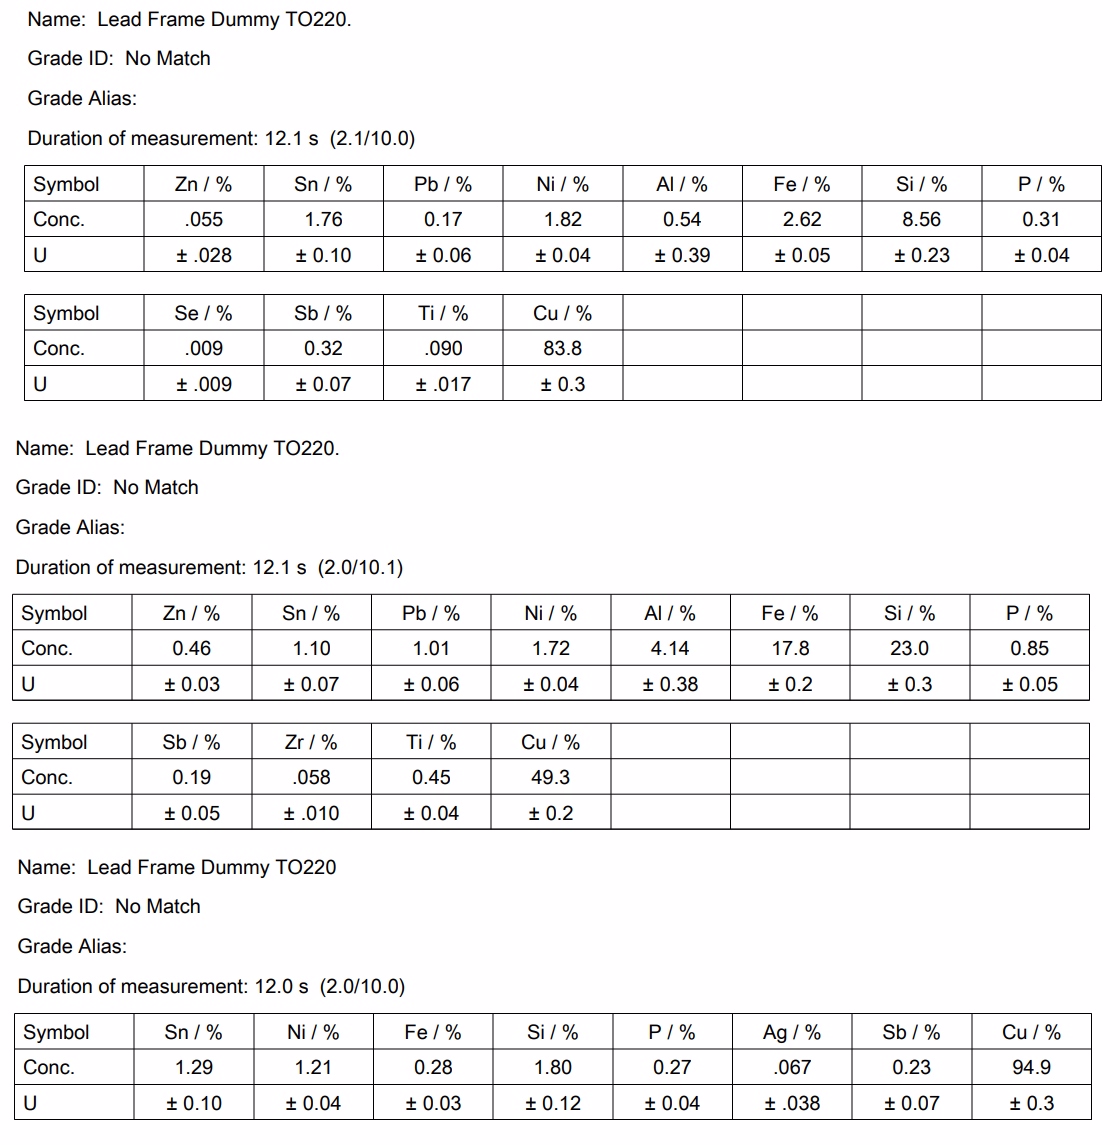 Name: Lead Frame Dummy TO220.
Grade ID: No Match
Grade Alias:
Duration of measurement: 12.1 s (2.1/10.0)
Symbol Zn / % Sn / % Pb / % Ni / % Al / % Fe / % Si / % P / %
Conc. .055 1.76 0.17 1.82 0.54 2.62 8.56 0.31
U ± .028 ± 0.10 ± 0.06 ± 0.04 ± 0.39 ± 0.05 ± 0.23 ± 0.04
Symbol Se / % Sb / % Ti / % Cu / %
Conc. .009 0.32 .090 83.8
U ± .009 ± 0.07 ± .017 ± 0.3
Name: Lead Frame Dummy TO220.
Grade ID: No Match
Grade Alias:
Duration of measurement: 12.1 s (2.0/10.1)
Symbol Zn / % Sn / % Pb / % Ni / % Al / % Fe / % Si / % P / %
Conc. 0.46 1.10 1.01 1.72 4.14 17.8 23.0 0.85
U ± 0.03 ± 0.07 ± 0.06 ± 0.04 ± 0.38 ± 0.2 ± 0.3 ± 0.05
Symbol Sb / % Zr / % Ti / % Cu / %
Conc. 0.19 .058 0.45 49.3
U ± 0.05 ± .010 ± 0.04 ± 0.2
Name: Lead Frame Dummy TO220
Grade ID: No Match
Grade Alias:
Duration of measurement: 12.0 s (2.0/10.0)
Symbol Sn / % Ni / % Fe / % Si / % P / % Ag / % Sb / % Cu / %
Conc. 1.29 1.21 0.28 1.80 0.27 .067 0.23 94.9
U ± 0.10 ± 0.04 ± 0.03 ± 0.12 ± 0.04 ± .038 ± 0.07 ± 0.3